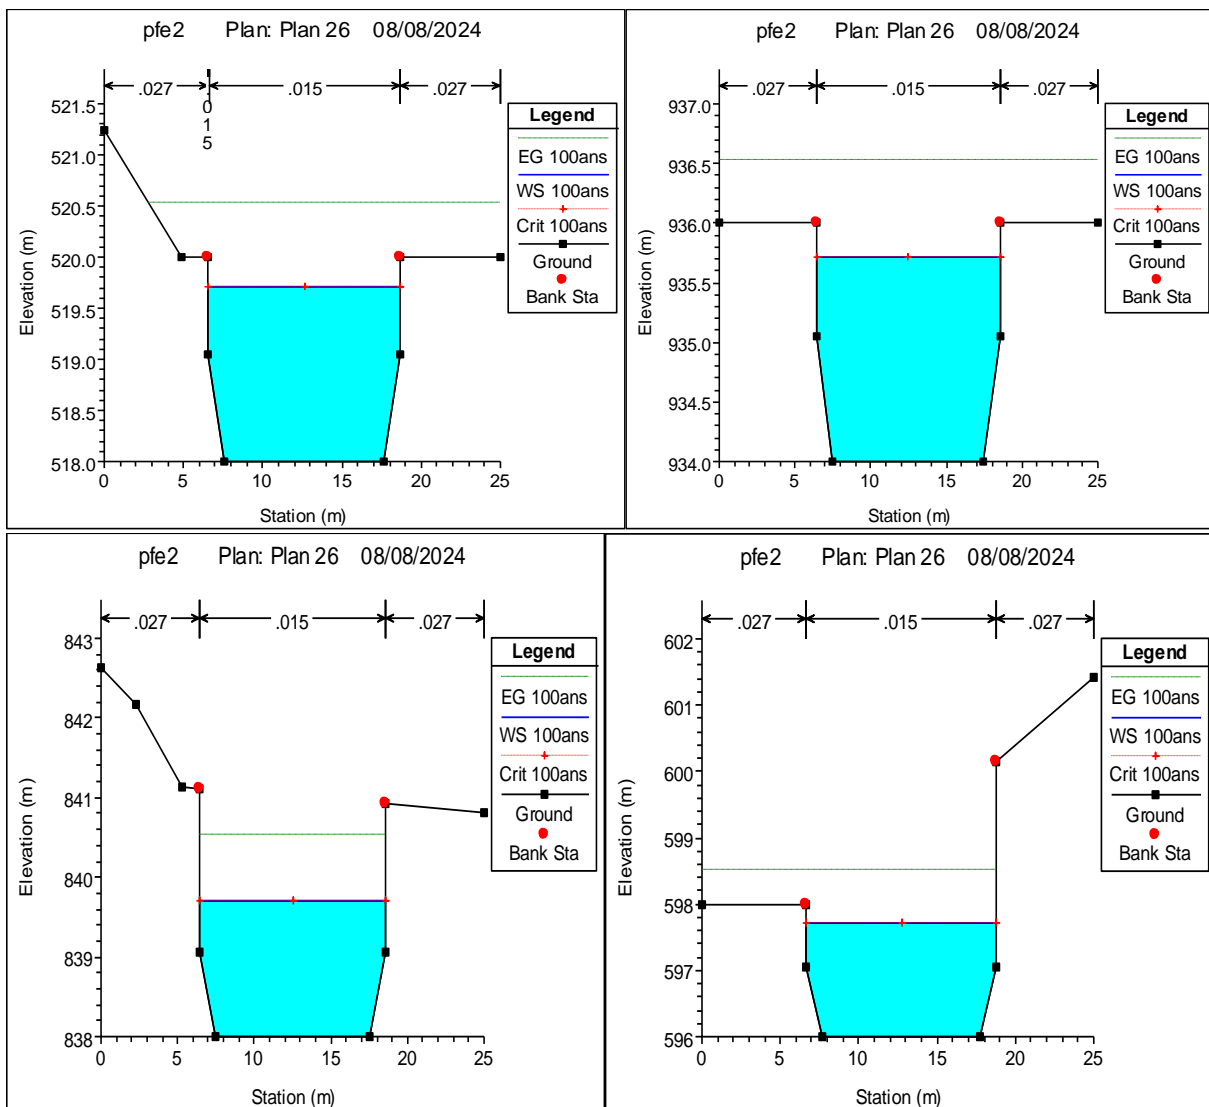 pfe2 Plan: Plan 26 08/08/2024
.027 .015 .015 .027
521.5
521.0
520.5
520.0
519.5
519.0
518.5
518.0
Elevation (m)
0 5 10 15 20 25
Station (m)
Legend
EG 100ans
WS 100ans
Crit 100ans
Ground
Bank Sta
pfe2 Plan: Plan 26 08/08/2024
.027 .015 .027
937.0
936.5
936.0
935.5
935.0
934.5
934.0
Elevation (m)
0 5 10 15 20 25
Station (m)
Legend
EG 100ans
WS 100ans
Crit 100ans
Ground
Bank Sta
pfe2 Plan: Plan 26 08/08/2024
.027 .015 .027
843
842
841
840
839
838
Elevation (m)
0 5 10 15 20 25
Station (m)
Legend
EG 100ans
WS 100ans
Crit 100ans
Ground
Bank Sta
pfe2 Plan: Plan 26 08/08/2024
.027 .015 .027
602
601
600
599
598
597
596
Elevation (m)
0 5 10 15 20 25
Station (m)
Legend
EG 100ans
WS 100ans
Crit 100ans
Ground
Bank Sta